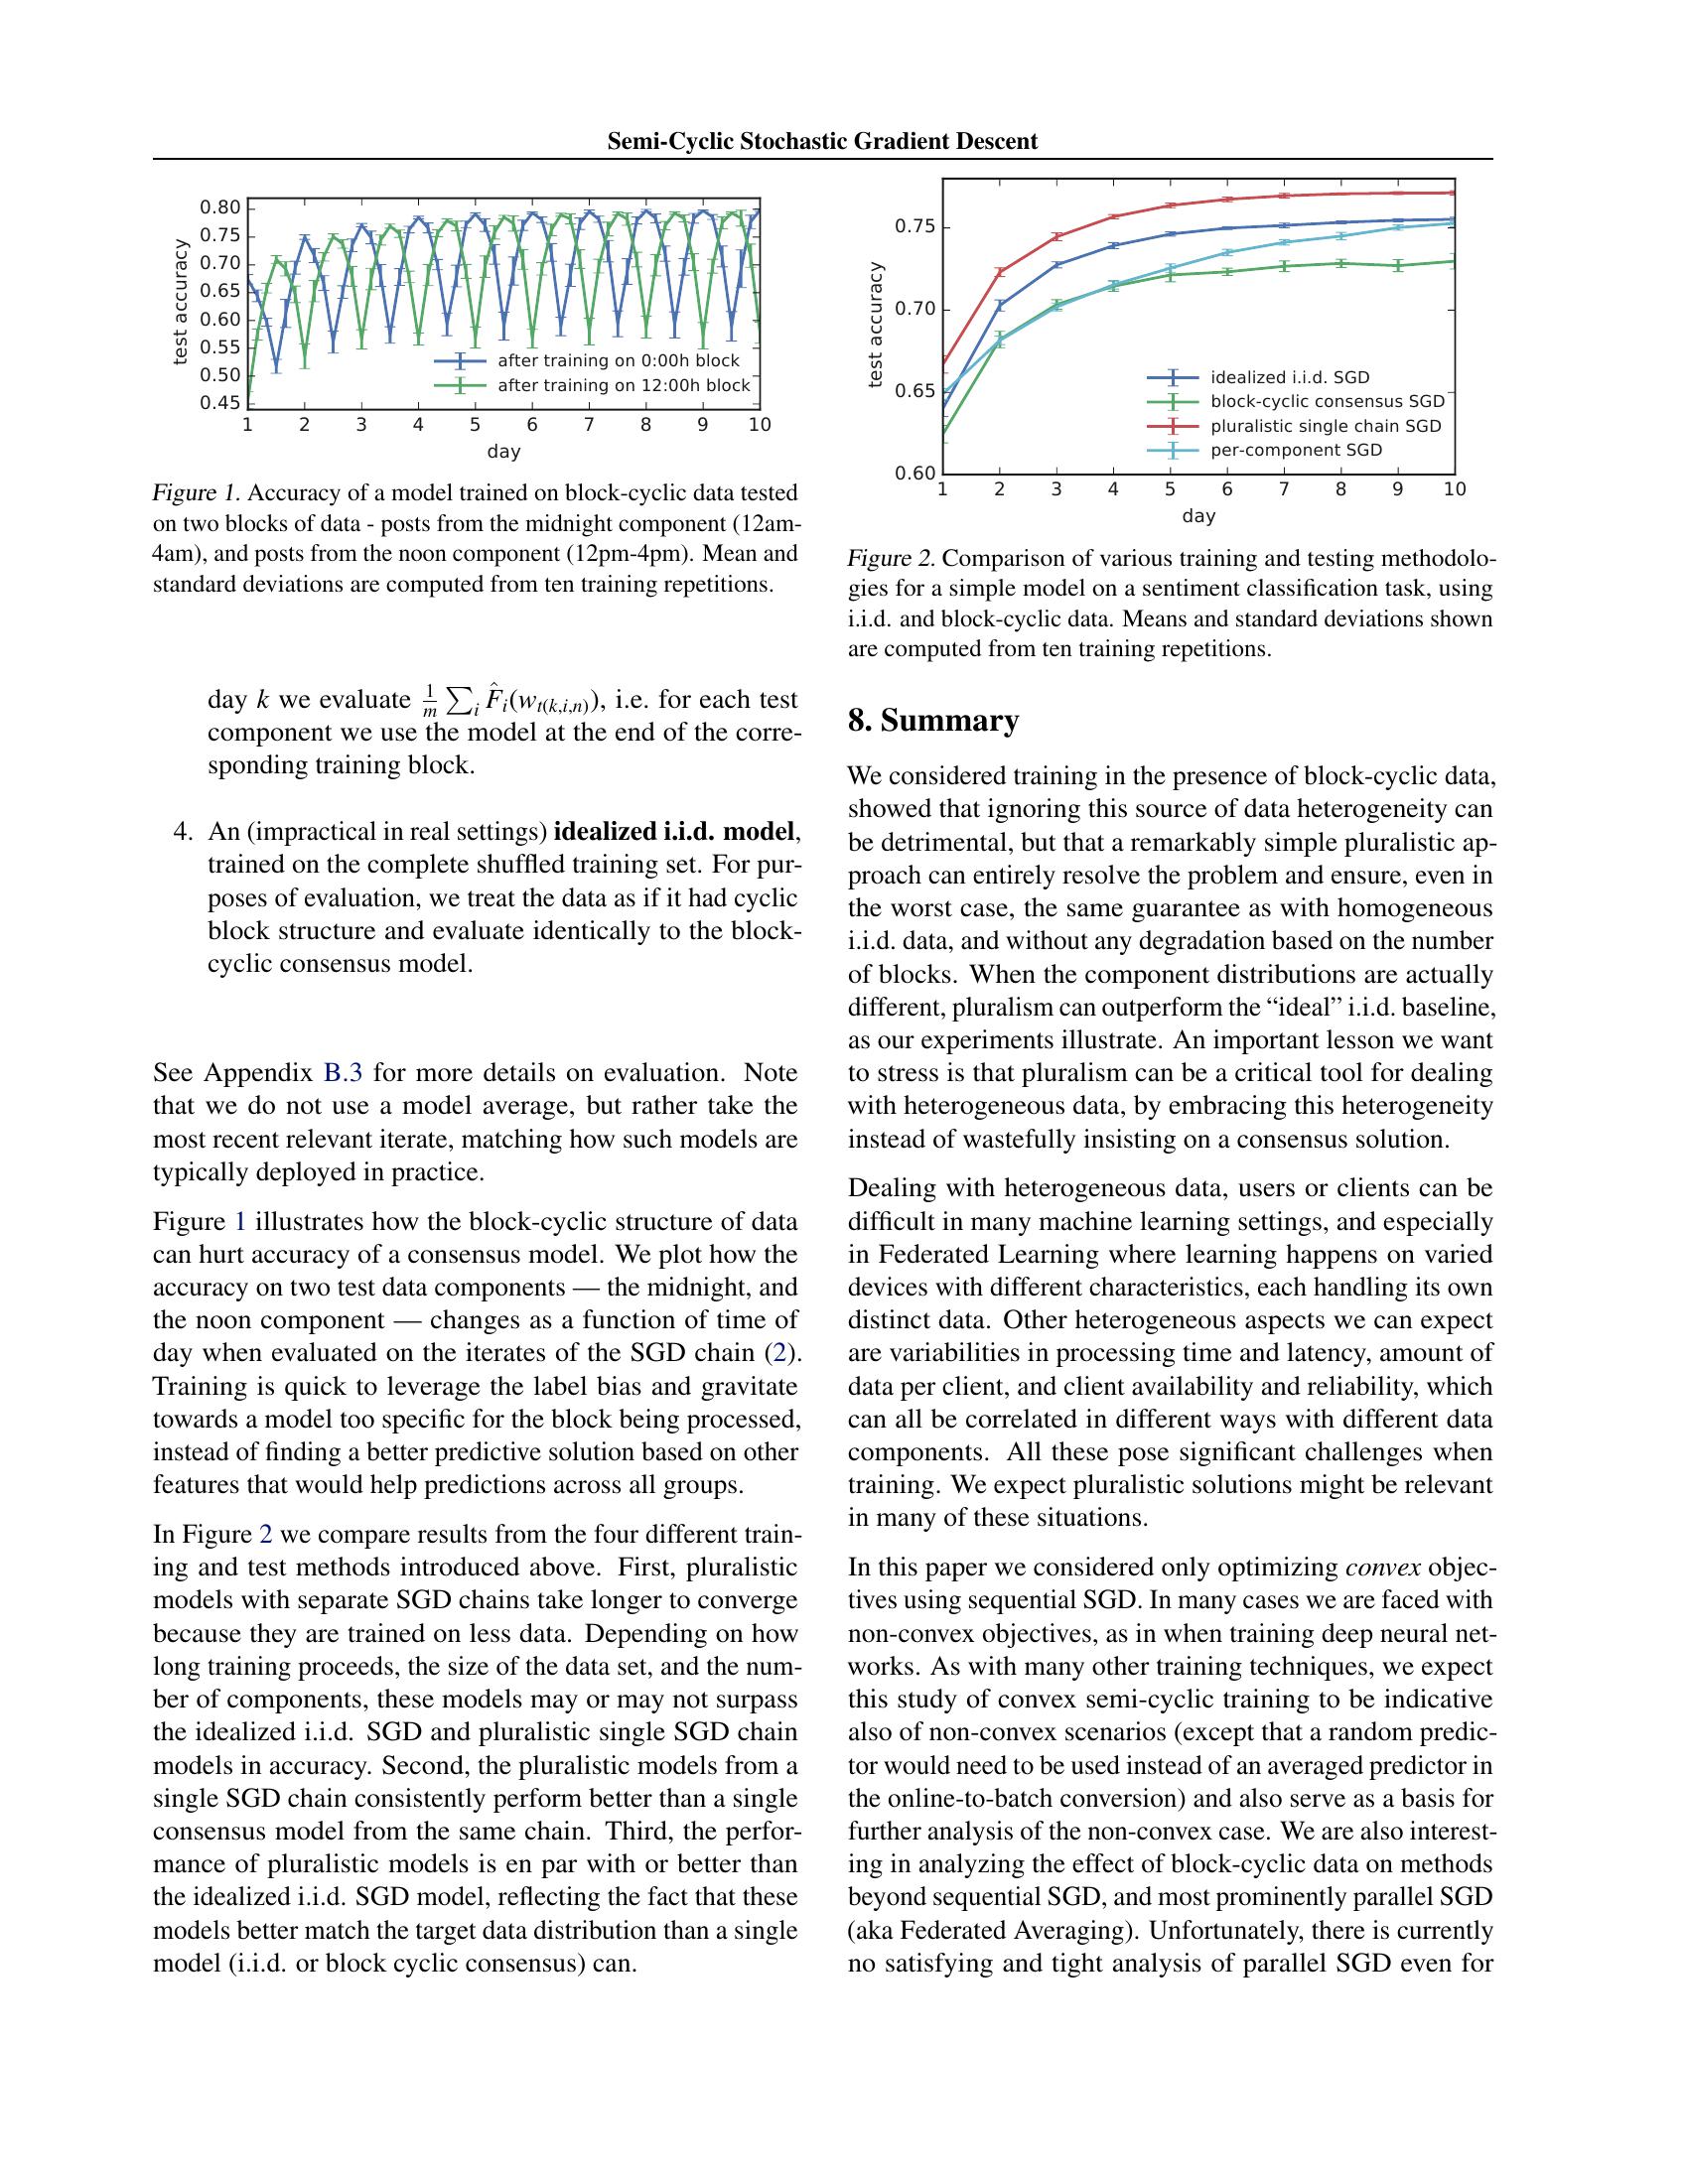 Semi-Cyclic Stochastic Gradient Descent
0.80
0.75
0.70
0.65
0.60
0.55
0.50
0.45
test accuracy
after training on 0:00h block
after training on 12:00h block
1 2 3 4 5 6 7 8 9 10
day
Figure 1. Accuracy of a model trained on block-cyclic data tested
on two blocks of data - posts from the midnight component (12am-
4am), and posts from the noon component (12pm-4pm). Mean and
standard deviations are computed from ten training repetitions.
day k we evaluate \frac{1}{m} \sum_i \hat{F}_i(w_{t(k,i,n)}), i.e. for each test
component we use the model at the end of the corre-
sponding training block.
4. An (impractical in real settings) idealized i.i.d. model,
trained on the complete shuffled training set. For pur-
poses of evaluation, we treat the data as if it had cyclic
block structure and evaluate identically to the block-
cyclic consensus model.
See Appendix B.3 for more details on evaluation. Note
that we do not use a model average, but rather take the
most recent relevant iterate, matching how such models are
typically deployed in practice.
Figure 1 illustrates how the block-cyclic structure of data
can hurt accuracy of a consensus model. We plot how the
accuracy on two test data components — the midnight, and
the noon component — changes as a function of time of
day when evaluated on the iterates of the SGD chain (2).
Training is quick to leverage the label bias and gravitate
towards a model too specific for the block being processed,
instead of finding a better predictive solution based on other
features that would help predictions across all groups.
In Figure 2 we compare results from the four different train-
ing and test methods introduced above. First, pluralistic
models with separate SGD chains take longer to converge
because they are trained on less data. Depending on how
long training proceeds, the size of the data set, and the num-
ber of components, these models may or may not surpass
the idealized i.i.d. SGD and pluralistic single SGD chain
models in accuracy. Second, the pluralistic models from a
single SGD chain consistently perform better than a single
consensus model from the same chain. Third, the perfor-
mance of pluralistic models is en par with or better than
the idealized i.i.d. SGD model, reflecting the fact that these
models better match the target data distribution than a single
model (i.i.d. or block cyclic consensus) can.
0.75
0.70
0.65
0.60
test accuracy
idealized i.i.d. SGD
block-cyclic consensus SGD
pluralistic single chain SGD
per-component SGD
1 2 3 4 5 6 7 8 9 10
day
Figure 2. Comparison of various training and testing methodolo-
gies for a simple model on a sentiment classification task, using
i.i.d. and block-cyclic data. Means and standard deviations shown
are computed from ten training repetitions.
8. Summary
We considered training in the presence of block-cyclic data,
showed that ignoring this source of data heterogeneity can
be detrimental, but that a remarkably simple pluralistic ap-
proach can entirely resolve the problem and ensure, even in
the worst case, the same guarantee as with homogeneous
i.i.d. data, and without any degradation based on the number
of blocks. When the component distributions are actually
different, pluralism can outperform the “ideal” i.i.d. baseline,
as our experiments illustrate. An important lesson we want
to stress is that pluralism can be a critical tool for dealing
with heterogeneous data, by embracing this heterogeneity
instead of wastefully insisting on a consensus solution.
Dealing with heterogeneous data, users or clients can be
difficult in many machine learning settings, and especially
in Federated Learning where learning happens on varied
devices with different characteristics, each handling its own
distinct data. Other heterogeneous aspects we can expect
are variabilities in processing time and latency, amount of
data per client, and client availability and reliability, which
can all be correlated in different ways with different data
components. All these pose significant challenges when
training. We expect pluralistic solutions might be relevant
in many of these situations.
In this paper we considered only optimizing convex objec-
tives using sequential SGD. In many cases we are faced with
non-convex objectives, as in when training deep neural net-
works. As with many other training techniques, we expect
this study of convex semi-cyclic training to be indicative
also of non-convex scenarios (except that a random predic-
tor would need to be used instead of an averaged predictor in
the online-to-batch conversion) and also serve as a basis for
further analysis of the non-convex case. We are also interest-
ing in analyzing the effect of block-cyclic data on methods
beyond sequential SGD, and most prominently parallel SGD
(aka Federated Averaging). Unfortunately, there is currently
no satisfying and tight analysis of parallel SGD even for